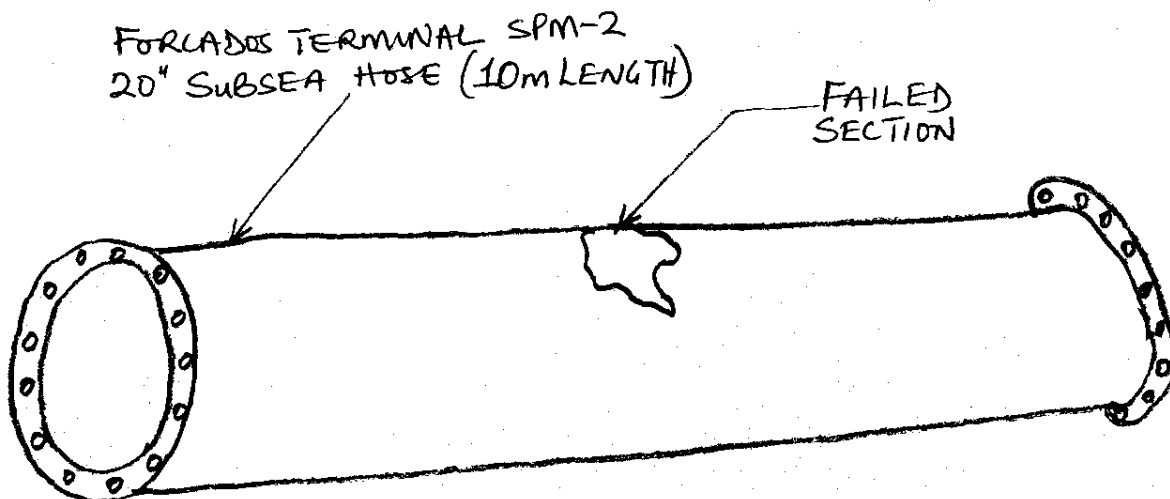 FORCADOS TERMINAL SPM-2
20" SUBSEA HOSE (10m LENGTH)
FAILED
SECTION